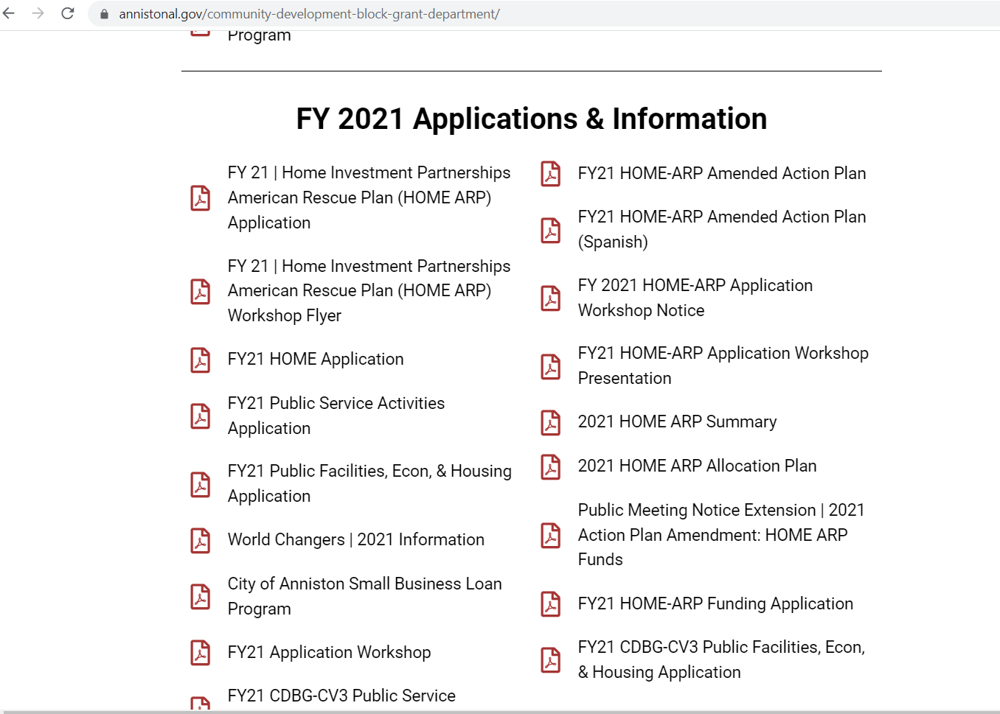 annistonal.gov/community-development-block-grant-department/
Program
FY 2021 Applications & Information
FY 21 | Home Investment Partnerships
American Rescue Plan (HOME ARP)
Application
FY 21 | Home Investment Partnerships
American Rescue Plan (HOME ARP)
Workshop Flyer
FY21 HOME Application
FY21 Public Service Activities
Application
FY21 Public Facilities, Econ, & Housing
Application
World Changers | 2021 Information
City of Anniston Small Business Loan
Program
FY21 Application Workshop
FY21 CDBG-CV3 Public Service
FY21 HOME-ARP Amended Action Plan
FY21 HOME-ARP Amended Action Plan
(Spanish)
FY 2021 HOME-ARP Application
Workshop Notice
FY21 HOME-ARP Application Workshop
Presentation
2021 HOME ARP Summary
2021 HOME ARP Allocation Plan
Public Meeting Notice Extension | 2021
Action Plan Amendment: HOME ARP
Funds
FY21 HOME-ARP Funding Application
FY21 CDBG-CV3 Public Facilities, Econ,
& Housing Application